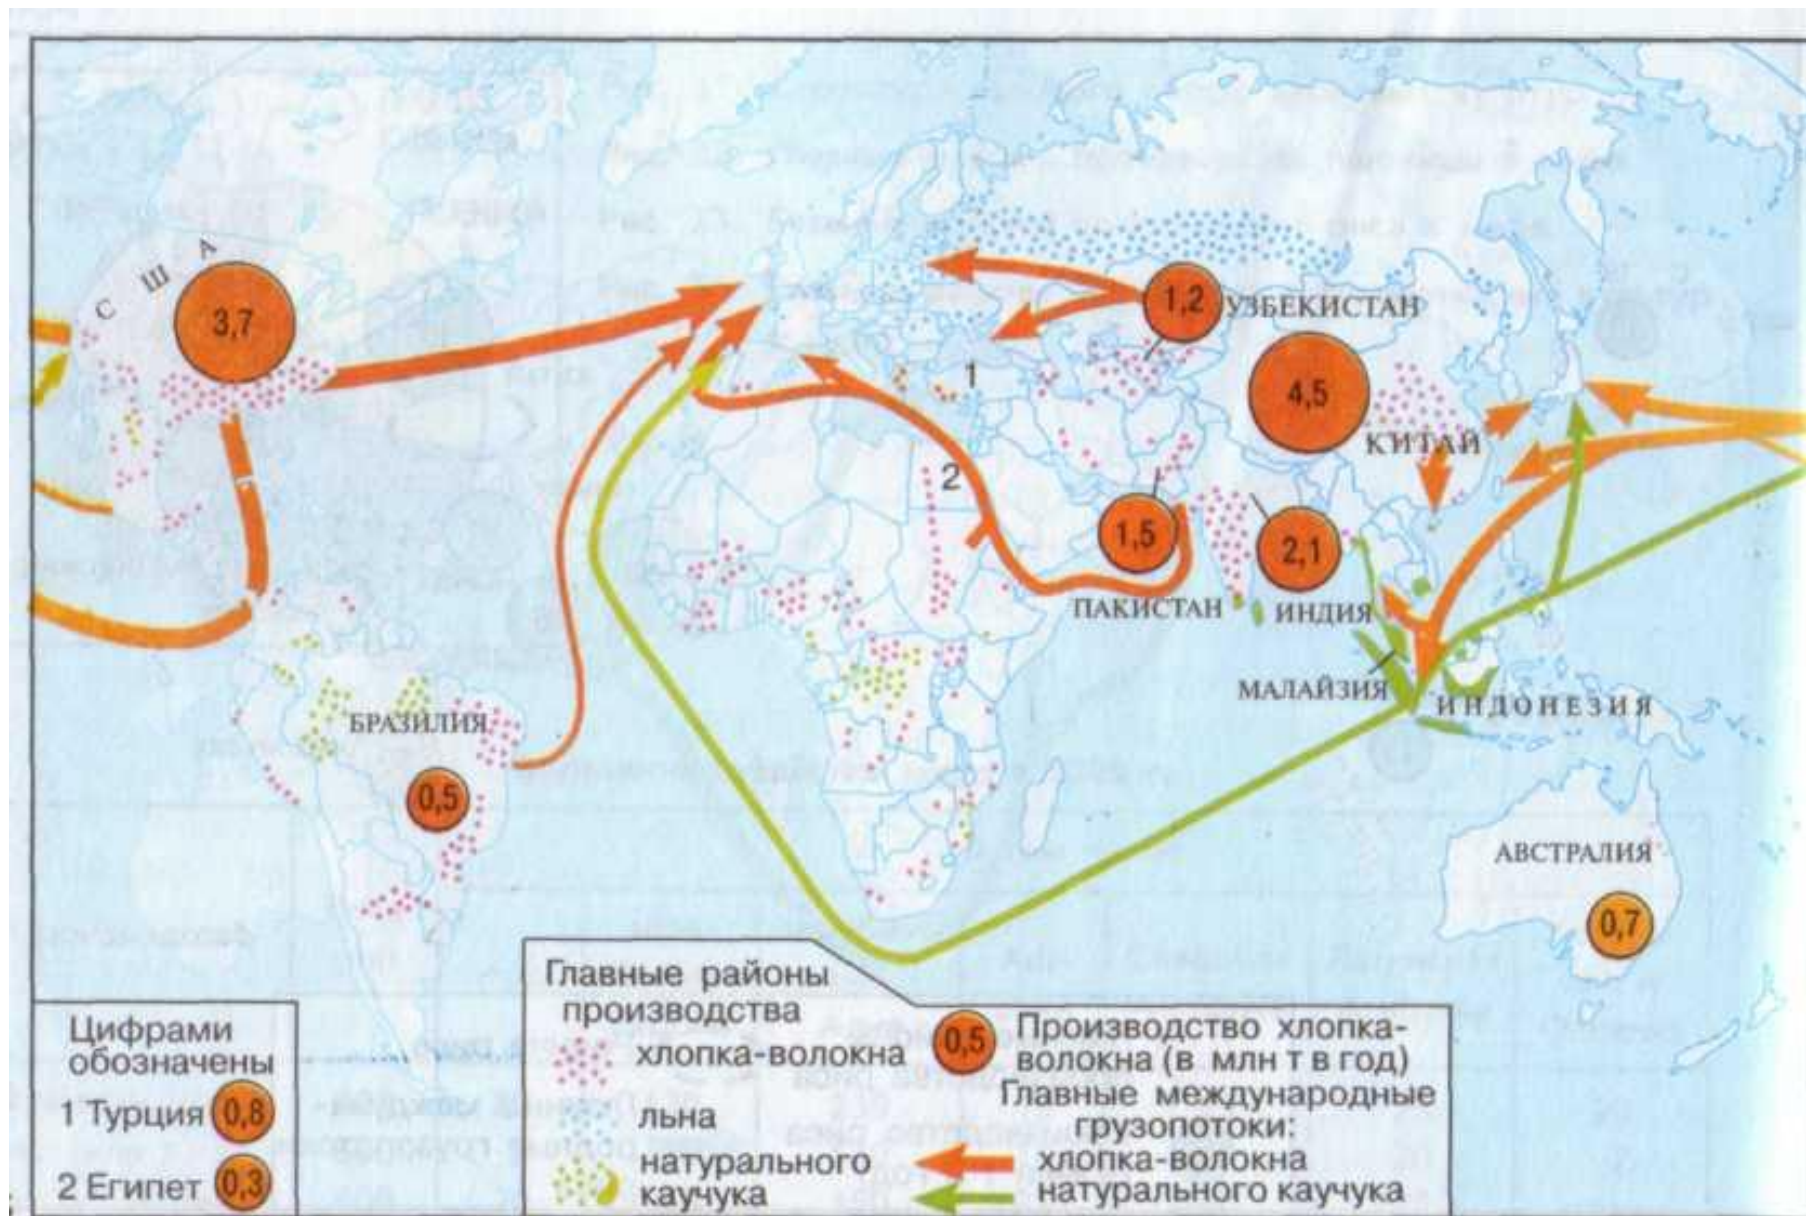 США
3,7
1,2
УЗБЕКИСТАН
4,5
КИТАЙ
1
2
1,5
2,1
ПАКИСТАН
ИНДИЯ
МАЛАЙЗИЯ
ИНДОНЕЗИЯ
БРАЗИЛИЯ
0,5
АВСТРАЛИЯ
0,7
Цифрами
обозначены
1 Турция 0,8
2 Египет 0,3
Главные районы
производства
хлопка-волокна
льна
натурального
каучука
0,5
Производство хлопка-
волокна (в млн т в год)
Главные международные
грузопотоки:
хлопка-волокна
натурального каучука